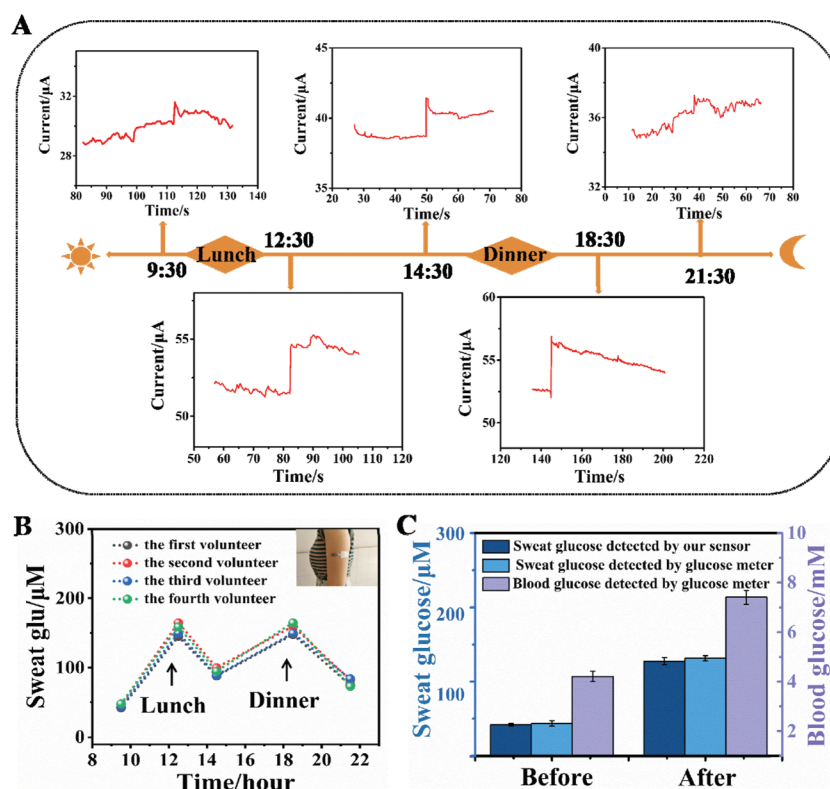 A
Current/μA
31
28
80 90 100 110 120 130 140
Time/s
Current/μA
45
40
35
20 30 40 50 60 70 80
Time/s
Current/μA
40
36
32
0 10 20 30 40 50 60 70 80
Time/s
9:30
Lunch
12:30
14:30
Dinner
18:30
21:30
Current/μA
55
50
50 60 70 80 90 100 110 120
Time/s
Current/μA
60
55
50
120 140 160 180 200 220
Time/s
B
Sweat glu/μM
300
200
100
0
the first volunteer
the second volunteer
the third volunteer
the fourth volunteer
Lunch
Dinner
8 10 12 14 16 18 20 22
Time/hour
C
Sweat glucose/μM
300
200
100
Sweat glucose detected by our sensor
Sweat glucose detected by glucose meter
Blood glucose detected by glucose meter
10
8
6
4
2
Blood glucose/mM
Before After